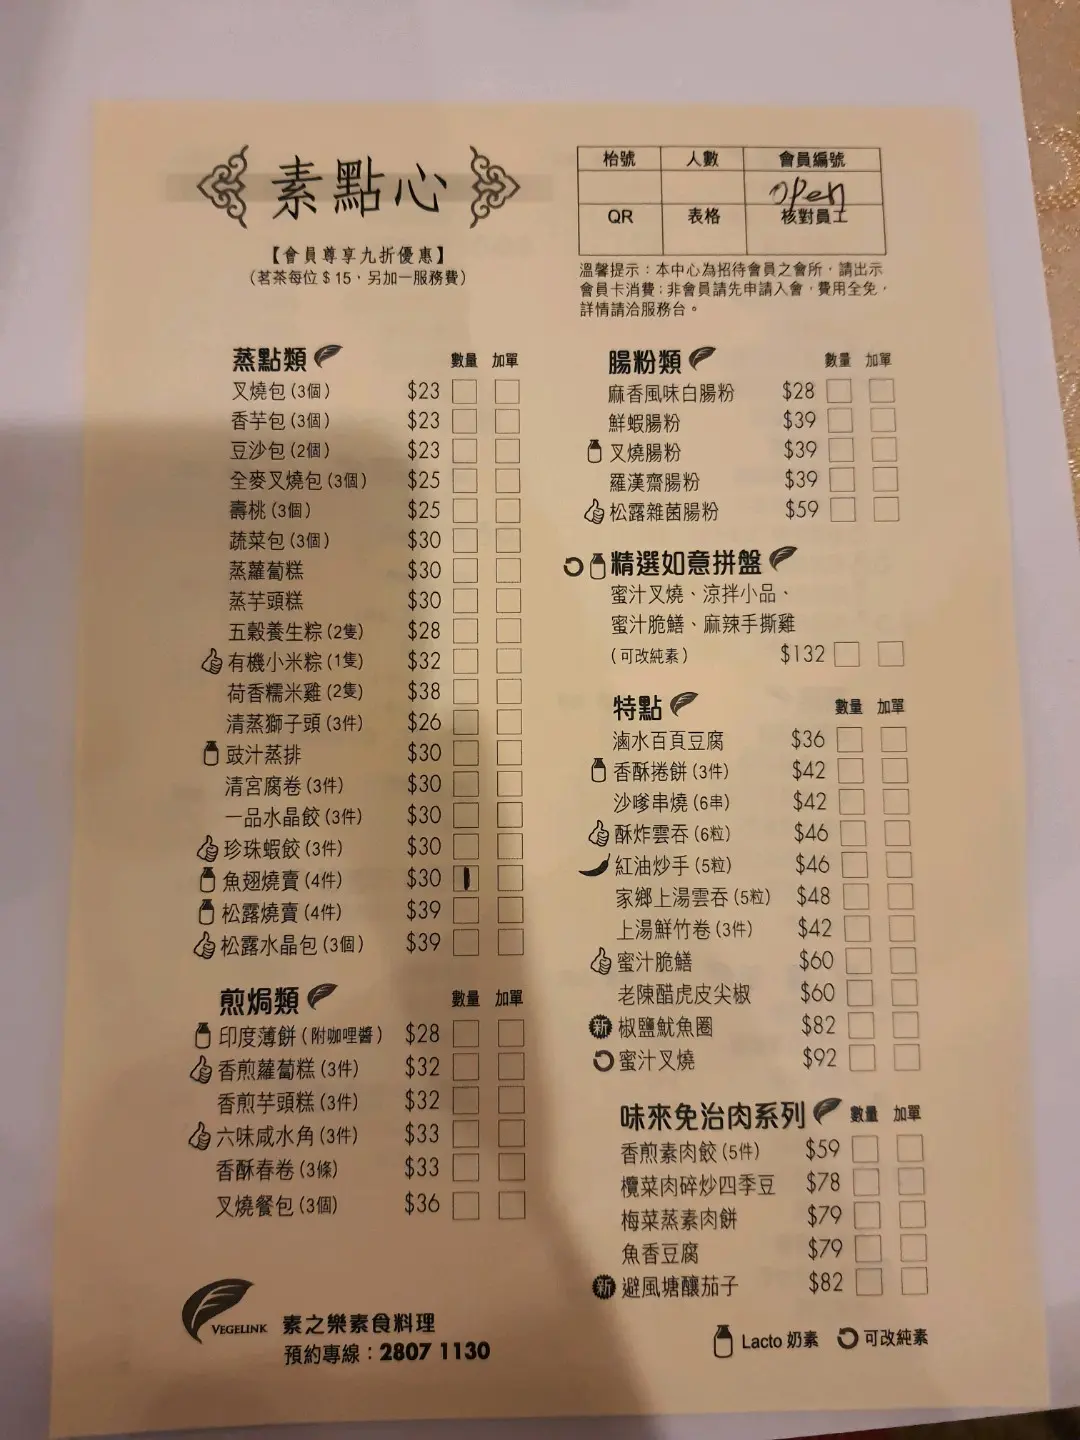 素點心
【會員尊享九折優惠】
(茗茶每位 $ 15，另加一服務費)
枱號 人數 會員編號
open
QR 表格 核對員工
溫馨提示：本中心為招待會員之會所，請出示
會員卡消費；非會員請先申請入會，費用全免，
詳情請洽服務台。
蒸點類 數量 加單
叉燒包 (3個) $23
香芋包 (3個) $23
豆沙包 (2個) $23
全麥叉燒包 (3個) $25
壽桃 (3個) $25
蔬菜包 (3個) $30
蒸蘿蔔糕 $30
蒸芋頭糕 $30
五穀養生粽 (2隻) $28
有機小米粽 (1隻) $32
荷香糯米雞 (2隻) $38
清蒸獅子頭 (3件) $26
豉汁蒸排 $30
清宮腐卷 (3件) $30
一品水晶餃 (3件) $30
珍珠蝦餃 (3件) $30
魚翅燒賣 (4件) $30
松露燒賣 (4件) $39
松露水晶包 (3個) $39
煎焗類 數量 加單
印度薄餅 (附咖哩醬) $28
香煎蘿蔔糕 (3件) $32
香煎芋頭糕 (3件) $32
六味咸水角 (3件) $33
香酥春卷 (3條) $33
叉燒餐包 (3個) $36
腸粉類 數量 加單
麻香風味白腸粉 $28
鮮蝦腸粉 $39
叉燒腸粉 $39
羅漢齋腸粉 $39
松露雜菌腸粉 $59
精選如意拼盤
蜜汁叉燒、涼拌小品、
蜜汁脆鱔、麻辣手撕雞
(可改純素) $132
特點 數量 加單
滷水百頁豆腐 $36
香酥捲餅 (3件) $42
沙嗲串燒 (6串) $42
酥炸雲吞 (6粒) $46
紅油炒手 (5粒) $46
家鄉上湯雲吞 (5粒) $48
上湯鮮竹卷 (3件) $42
蜜汁脆鱔 $60
老陳醋虎皮尖椒 $60
新 椒鹽魷魚圈 $82
蜜汁叉燒 $92
味來免治肉系列 數量 加單
香煎素肉餃 (5件) $59
欖菜肉碎炒四季豆 $78
梅菜蒸素肉餅 $79
魚香豆腐 $79
新 避風塘釀茄子 $82
VEGELINK 素之樂素食料理
預約專線：2807 1130
Lacto 奶素 可改純素